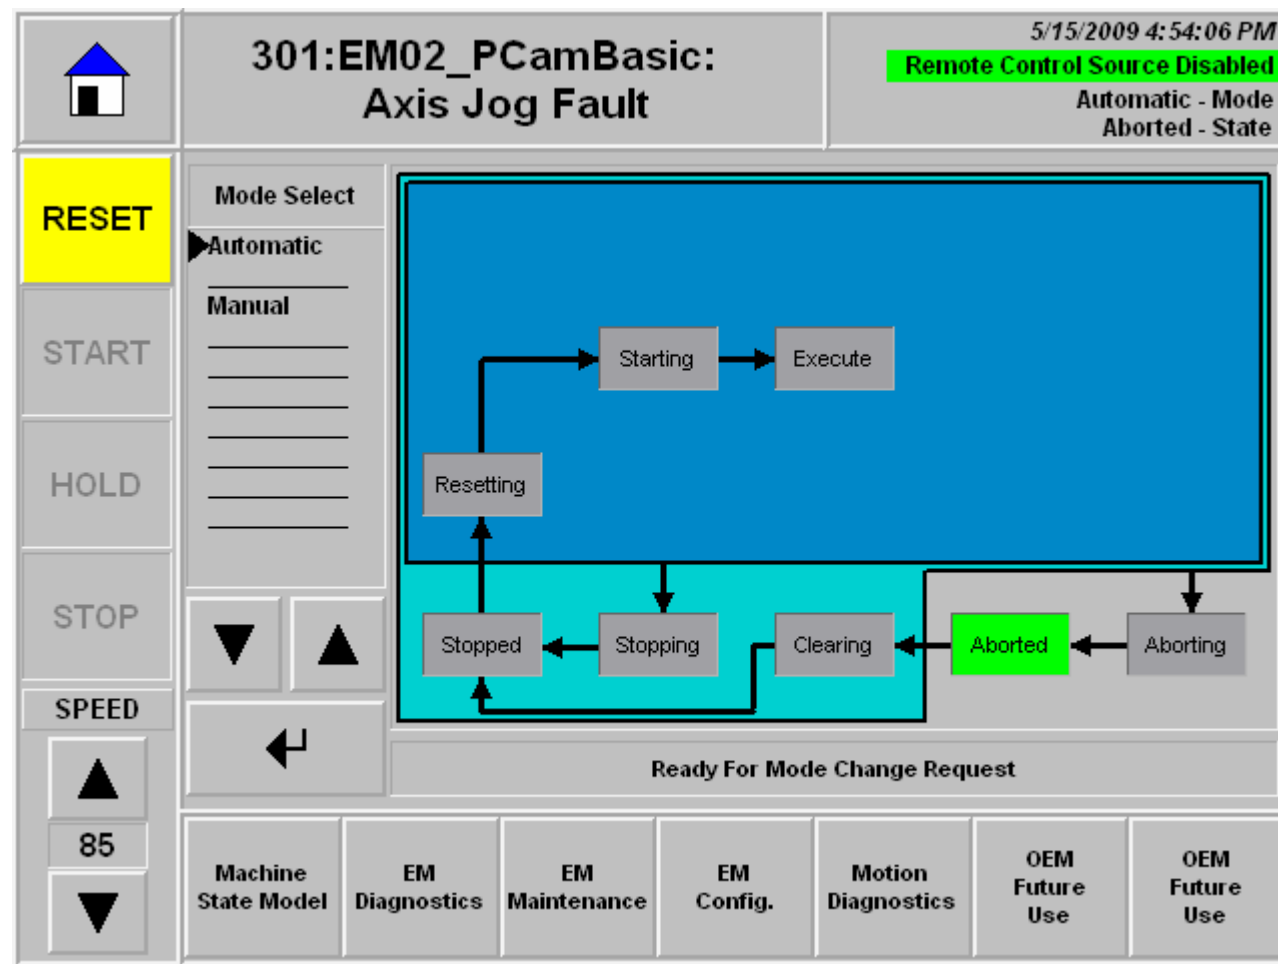 301:EM02_PCamBasic:
Axis Jog Fault
5/15/2009 4:54:06 PM
Remote Control Source Disabled
Automatic - Mode
Aborted - State
RESET
START
HOLD
STOP
SPEED
85
Mode Select
Automatic
Manual
Starting
Execute
Resetting
Stopped
Stopping
Clearing
Aborted
Aborting
Ready For Mode Change Request
Machine
State Model
EM
Diagnostics
EM
Maintenance
EM
Config.
Motion
Diagnostics
OEM
Future
Use
OEM
Future
Use